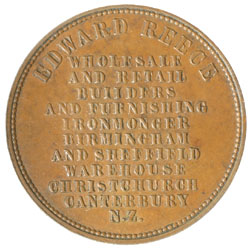 EDWARD REECE
WHOLESALE
AND RETAIL
BUILDERS
AND FURNISHING
IRONMONGER
BIRMINGHAM
AND SHEFFIELD
WAREHOUSE
CHRISTCHURCH
CANTERBURY
N.Z.